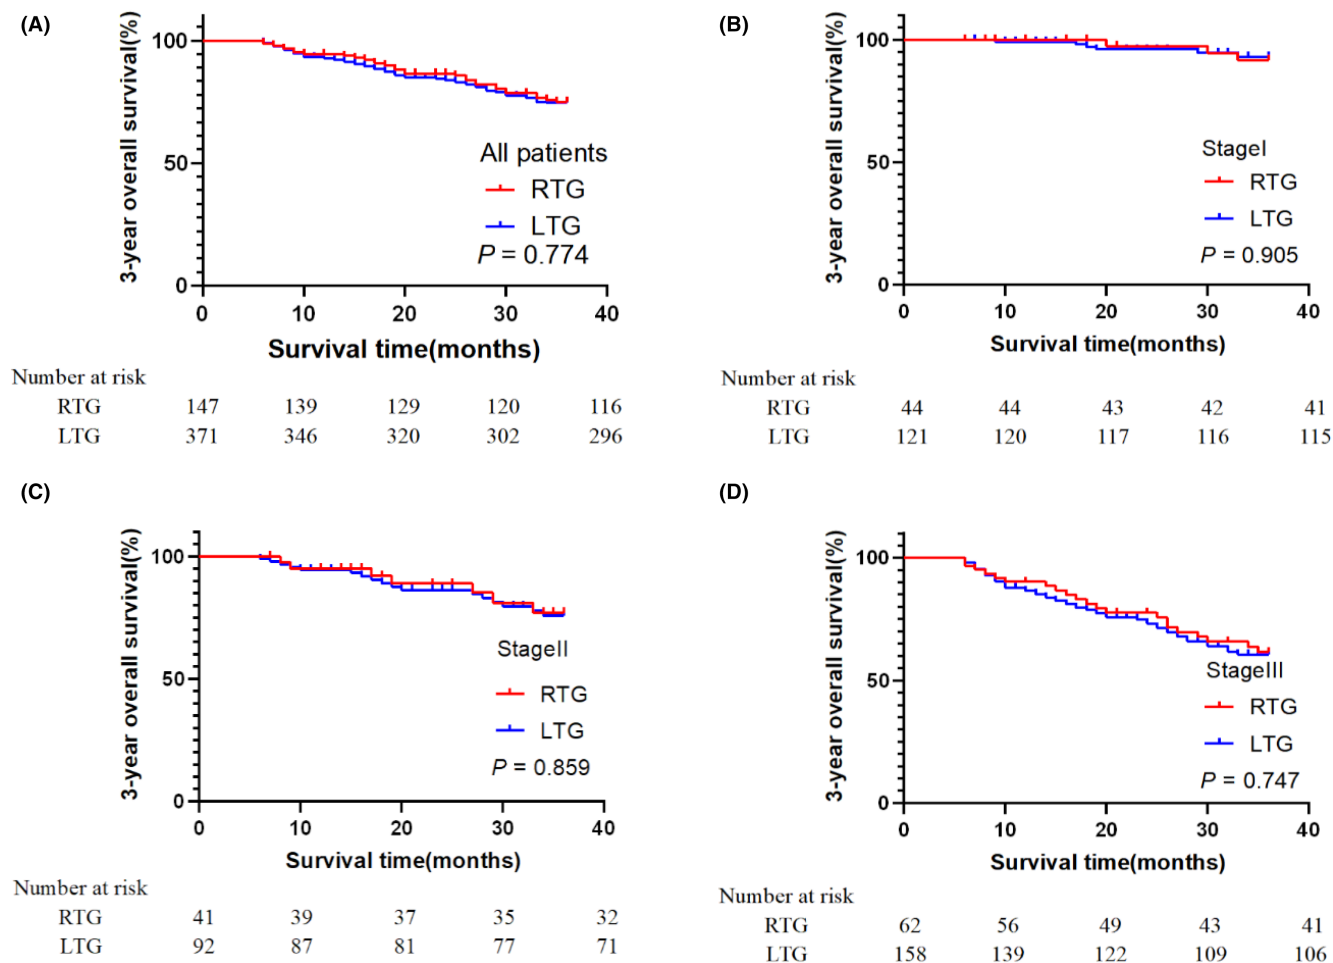 (A)
3-year overall survival(%)
100
50
0
All patients
RTG
LTG
P = 0.774
0 10 20 30 40
Survival time(months)
Number at risk
RTG 147 139 129 120 116
LTG 371 346 320 302 296
(B)
3-year overall survival(%)
100
50
0
StageI
RTG
LTG
P = 0.905
0 10 20 30 40
Survival time(months)
Number at risk
RTG 44 44 43 42 41
LTG 121 120 117 116 115
(C)
3-year overall survival(%)
100
50
0
StageII
RTG
LTG
P = 0.859
0 10 20 30 40
Survival time(months)
Number at risk
RTG 41 39 37 35 32
LTG 92 87 81 77 71
(D)
3-year overall survival(%)
100
50
0
StageIII
RTG
LTG
P = 0.747
0 10 20 30 40
Survival time(months)
Number at risk
RTG 62 56 49 43 41
LTG 158 139 122 109 106